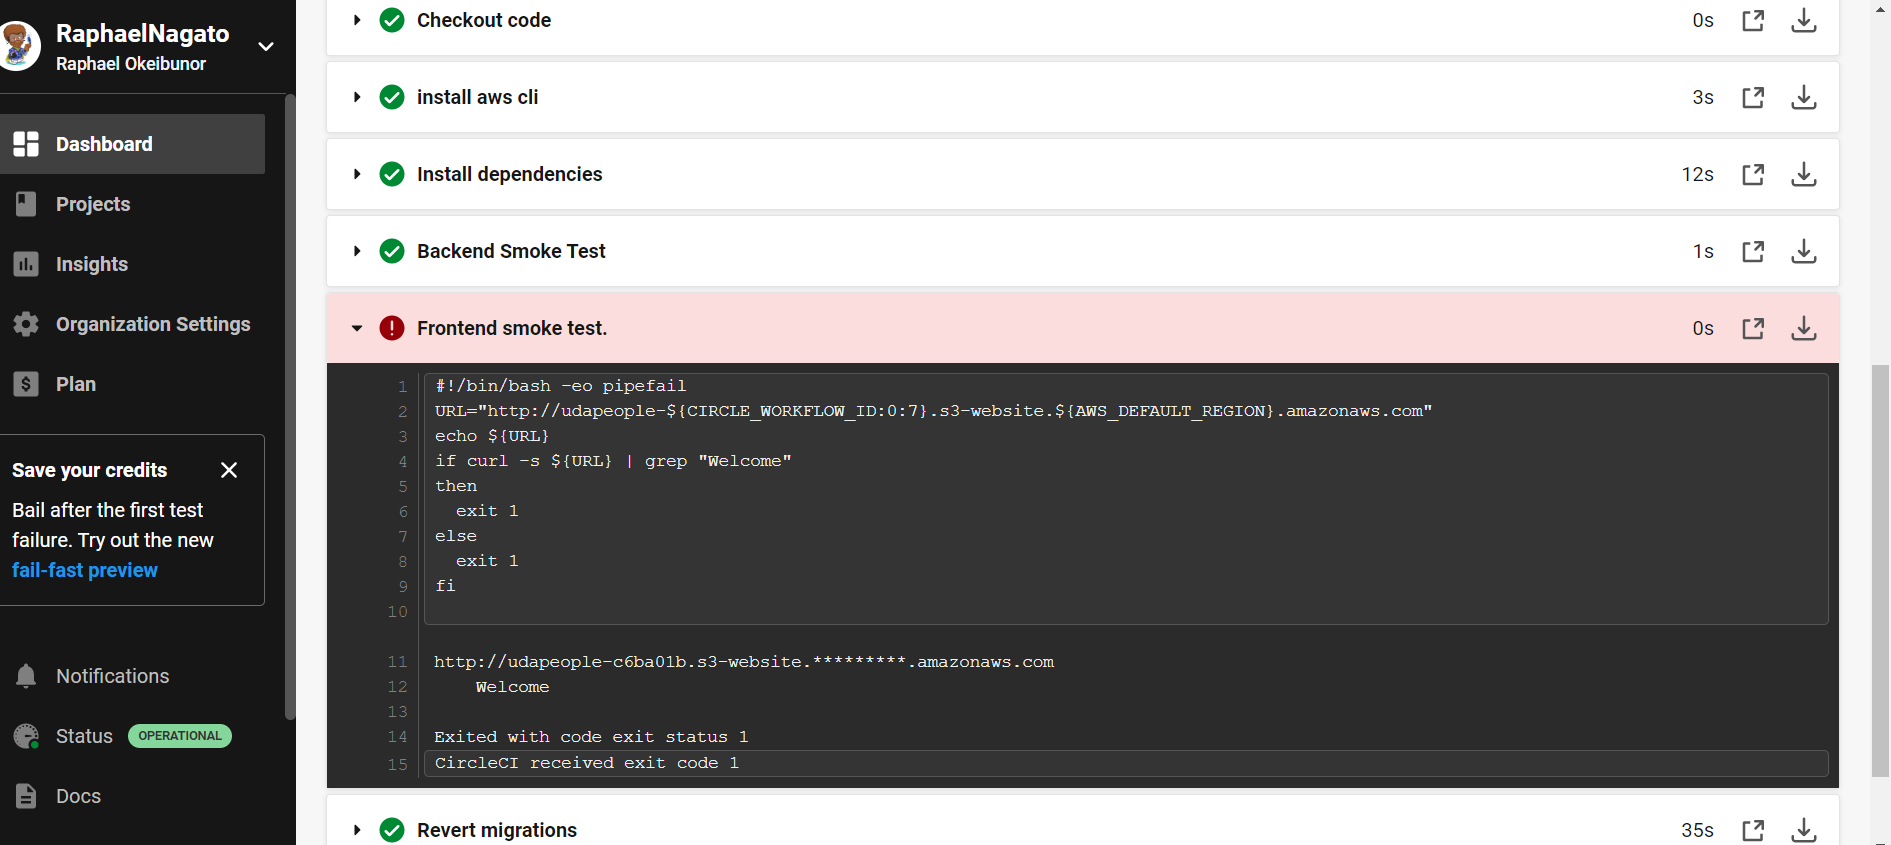 RaphaelNagato
Raphael Okeibunor
Dashboard
Projects
Insights
Organization Settings
Plan
Save your credits
Bail after the first test
failure. Try out the new
fail-fast preview
Notifications
Status OPERATIONAL
Docs
Checkout code 0s
install aws cli 3s
Install dependencies 12s
Backend Smoke Test 1s
Frontend smoke test. 0s
1 #!/bin/bash -eo pipefail
2 URL="http://udapeople-${CIRCLE_WORKFLOW_ID:0:7}.s3-website.${AWS_DEFAULT_REGION}.amazonaws.com"
3 echo ${URL}
4 if curl -s ${URL} | grep "Welcome"
5 then
6 exit 1
7 else
8 exit 1
9 fi
10
11 http://udapeople-c6ba01b.s3-website.*********.amazonaws.com
12 Welcome
13
14 Exited with code exit status 1
15 CircleCI received exit code 1
Revert migrations 35s